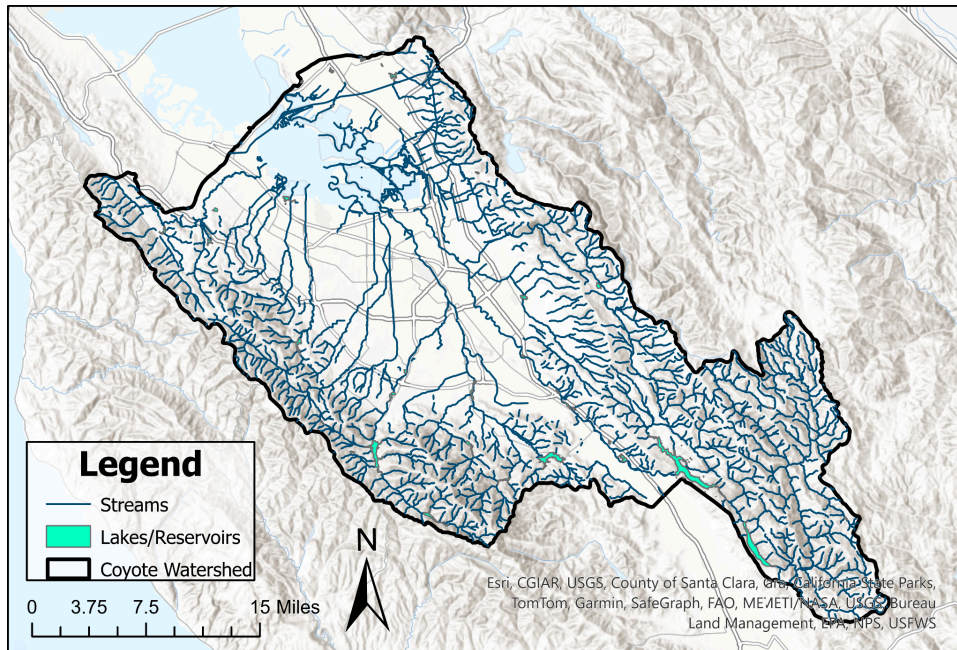 Legend
Streams
Lakes/Reservoirs
Coyote Watershed
N
0 3.75 7.5 15 Miles
Esri, CGIAR, USGS, County of Santa Clara, California State Parks,
TomTom, Garmin, SafeGraph, FAO, METI/NASA, USGS, Bureau
Land Management, EPA, NPS, USFWS